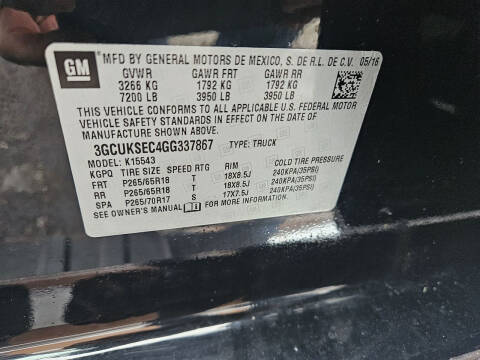 GM
MFD BY GENERAL MOTORS DE MEXICO, S. DE R.L. DE C.V. 05/16
GVWR GAWR FRT GAWR RR
3266 KG 1792 KG 1792 KG
7200 LB 3950 LB 3950 LB
THIS VEHICLE CONFORMS TO ALL APPLICABLE U.S. FEDERAL MOTOR
VEHICLE SAFETY STANDARDS IN EFFECT ON THE DATE OF
MANUFACTURE SHOWN ABOVE.
3GCUKSEC4GG337867 TYPE: TRUCK
MODEL: K15543
KGPQ TIRE SIZE SPEED RTG RIM COLD TIRE PRESSURE
FRT P265/65R18 T 18X8.5J 240KPA(35PSI)
RR P265/65R18 T 18X8.5J 240KPA(35PSI)
SPA P265/70R17 S 17X7.5J 240KPA(35PSI)
SEE OWNER'S MANUAL FOR MORE INFORMATION.